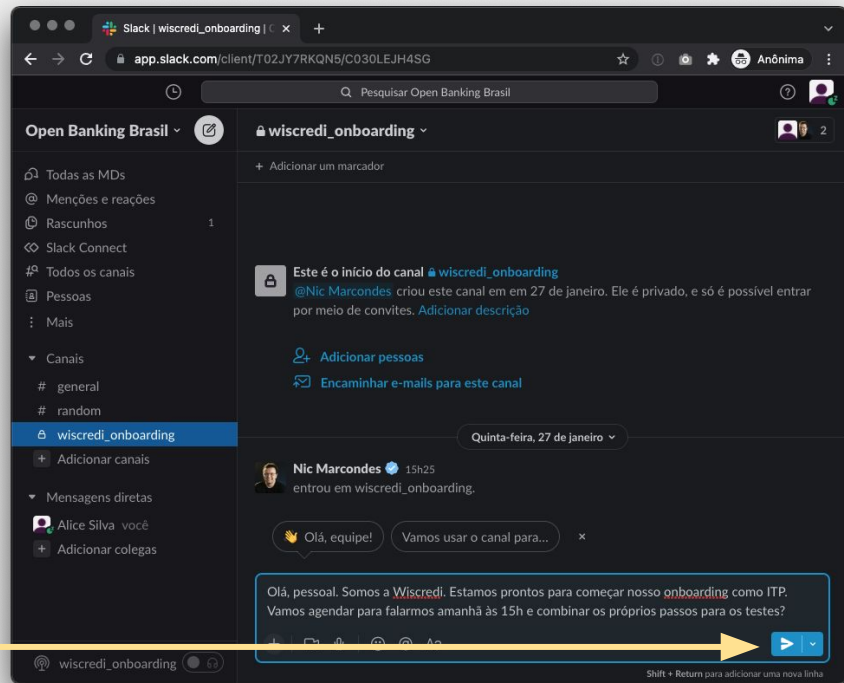 Slack | wiscredi_onboarding |
app.slack.com/client/T02JY7RKQN5/C030LEJH4SG
Anônima
Pesquisar Open Banking Brasil
Open Banking Brasil
wiscredi_onboarding
2
Adicionar um marcador
Todas as MDs
Menções e reações
Rascunhos 1
Slack Connect
Todos os canais
Pessoas
Mais
Canais
# general
# random
wiscredi_onboarding
+ Adicionar canais
Mensagens diretas
Alice Silva você
+ Adicionar colegas
wiscredi_onboarding
Este é o início do canal wiscredi_onboarding
@Nic Marcondes criou este canal em em 27 de janeiro. Ele é privado, e só é possível entrar
por meio de convites. Adicionar descrição
Adicionar pessoas
Encaminhar e-mails para este canal
Quinta-feira, 27 de janeiro
Nic Marcondes 15h25
entrou em wiscredi_onboarding.
Olá, equipe! Vamos usar o canal para...
Olá, pessoal. Somos a Wiscredi. Estamos prontos para começar nosso onboarding como ITP.
Vamos agendar para falarmos amanhã às 15h e combinar os próprios passos para os testes?
Shift + Return para adicionar uma nova linha